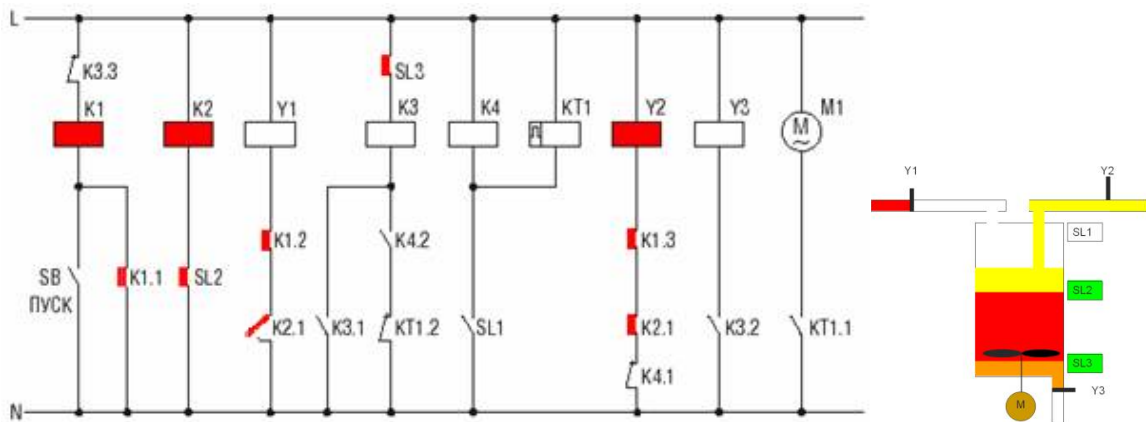 L
K3.3
SL3
K1
K2
Y1
K3
K4
KT1
Y2
Y3
M1
M
~
K1.2
K4.2
K1.3
SB
ПУСК
K1.1
SL2
K2.1
K3.1
KT1.2
SL1
K2.1
K3.2
KT1.1
K4.1
N
Y1
Y2
SL1
SL2
SL3
Y3
M